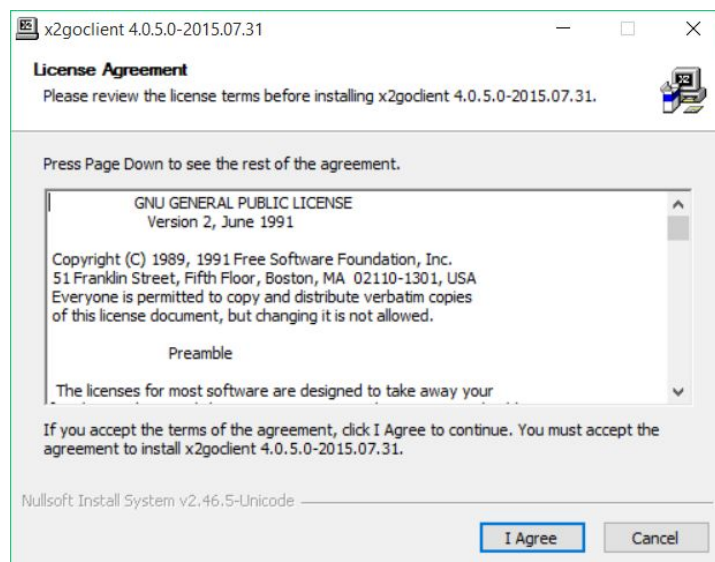 x2goclient 4.0.5.0-2015.07.31
License Agreement
Please review the license terms before installing x2goclient 4.0.5.0-2015.07.31.
Press Page Down to see the rest of the agreement.
GNU GENERAL PUBLIC LICENSE
Version 2, June 1991
Copyright (C) 1989, 1991 Free Software Foundation, Inc.
51 Franklin Street, Fifth Floor, Boston, MA 02110-1301, USA
Everyone is permitted to copy and distribute verbatim copies
of this license document, but changing it is not allowed.
Preamble
The licenses for most software are designed to take away your
If you accept the terms of the agreement, click I Agree to continue. You must accept the
agreement to install x2goclient 4.0.5.0-2015.07.31.
Nullsoft Install System v2.46.5-Unicode
I Agree
Cancel